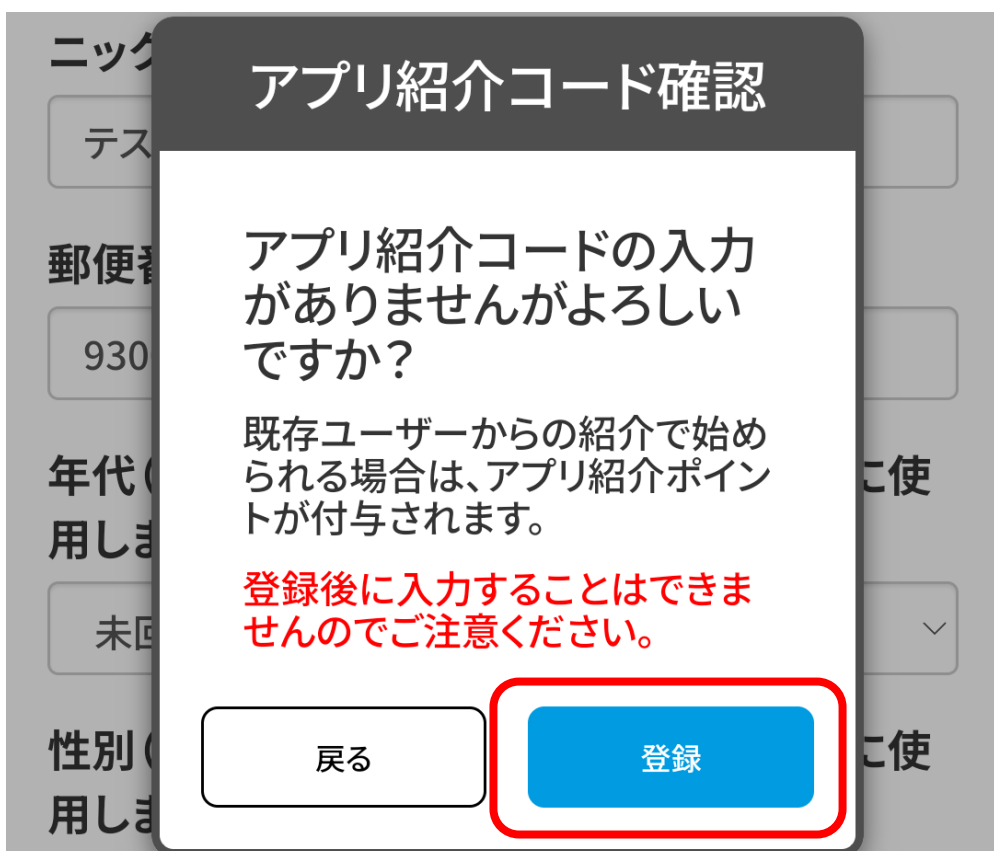 アプリ紹介コード確認
アプリ紹介コードの入力
がありませんがよろしい
ですか？
既存ユーザーからの紹介で始め
られる場合は、アプリ紹介ポイン
トが付与されます。
登録後に入力することはできま
せんのでご注意ください。
戻る
登録
ニック
テス
郵便番
930
年代（
に使
用しま
未回
性別（
に使
用しま